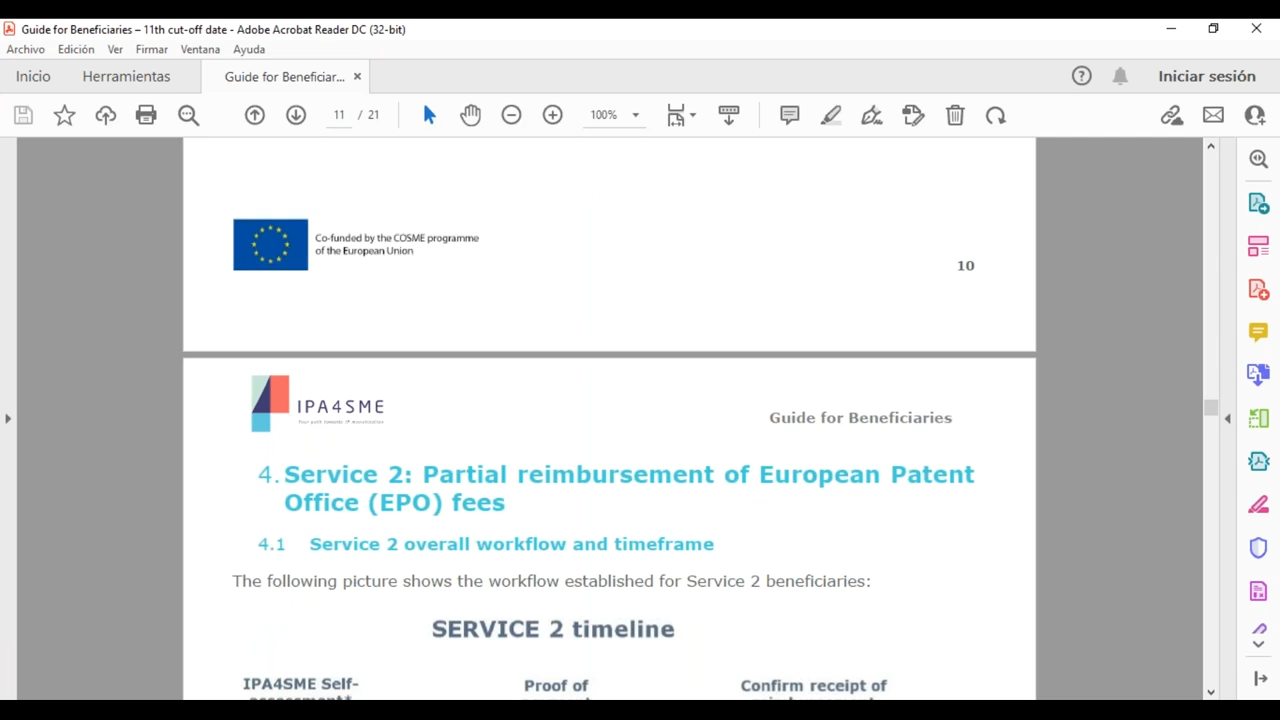 Guide for Beneficiaries – 11th cut-off date - Adobe Acrobat Reader DC (32-bit)
Archivo Edición Ver Firmar Ventana Ayuda
Inicio Herramientas Guide for Beneficiar... × Iniciar sesión
11 / 21 100%
Co-funded by the COSME programme
of the European Union
10
IPA4SME
Guide for Beneficiaries
4. Service 2: Partial reimbursement of European Patent
Office (EPO) fees
4.1 Service 2 overall workflow and timeframe
The following picture shows the workflow established for Service 2 beneficiaries:
SERVICE 2 timeline
IPA4SME Self- Proof of Confirm receipt of